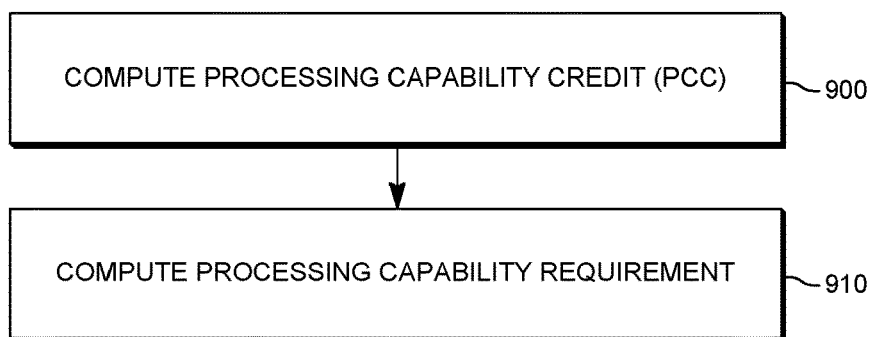 COMPUTE PROCESSING CAPABILITY CREDIT (PCC)
900
COMPUTE PROCESSING CAPABILITY REQUIREMENT
910